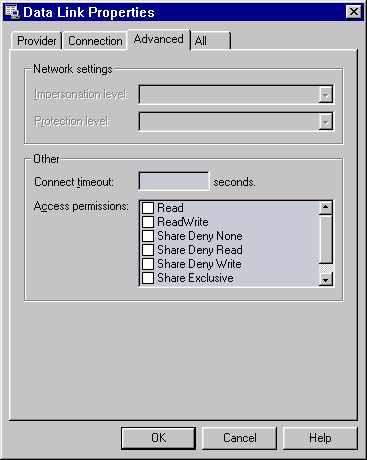 Data Link Properties
Provider Connection Advanced All
Network settings
Impersonation level:
Protection level:
Other
Connect timeout: seconds.
Access permissions: Read
ReadWrite
Share Deny None
Share Deny Read
Share Deny Write
Share Exclusive
OK Cancel Help